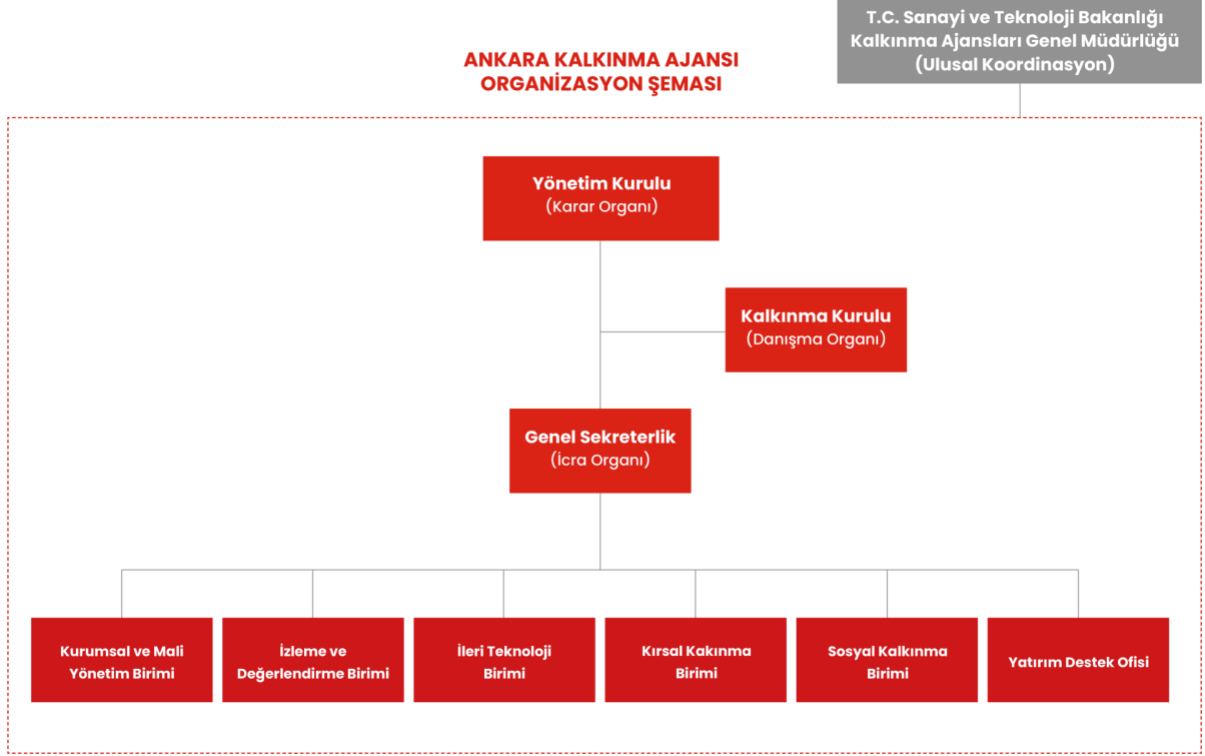 T.C. Sanayi ve Teknoloji Bakanlığı
Kalkınma Ajansları Genel Müdürlüğü
(Ulusal Koordinasyon)
ANKARA KALKINMA AJANSI
ORGANİZASYON ŞEMASI
Yönetim Kurulu
(Karar Organı)
Kalkınma Kurulu
(Danışma Organı)
Genel Sekreterlik
(İcra Organı)
Kurumsal ve Mali
Yönetim Birimi
İzleme ve
Değerlendirme Birimi
İleri Teknoloji
Birimi
Kırsal Kakınma
Birimi
Sosyal Kalkınma
Birimi
Yatırım Destek Ofisi